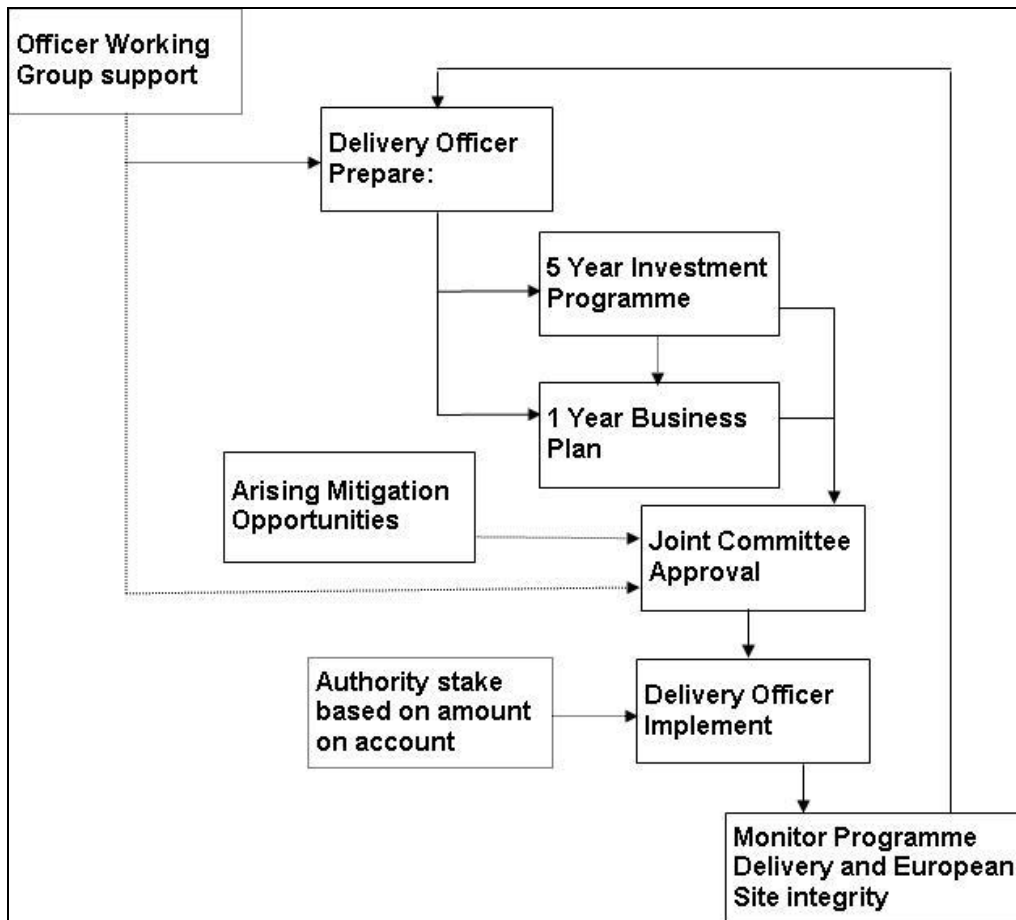 Officer Working
Group support
Delivery Officer
Prepare:
5 Year Investment
Programme
1 Year Business
Plan
Arising Mitigation
Opportunities
Joint Committee
Approval
Authority stake
based on amount
on account
Delivery Officer
Implement
Monitor Programme
Delivery and European
Site integrity